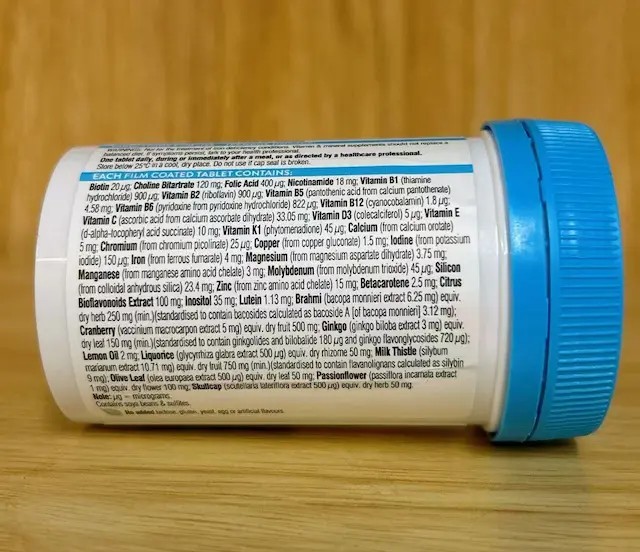 WARNING: Not for the treatment of iron deficiency conditions. Vitamin & mineral supplements should not replace a
balanced diet. If symptoms persist, talk to your health professional.
One tablet daily, during or immediately after a meal, or as directed by a healthcare professional.
Store below 25°C in a cool, dry place. Do not use if cap seal is broken.
EACH FILM COATED TABLET CONTAINS:
Biotin 20 µg; Choline Bitartrate 120 mg; Folic Acid 400 µg; Nicotinamide 18 mg; Vitamin B1 (thiamine
hydrochloride) 900 µg; Vitamin B2 (riboflavin) 900 µg; Vitamin B5 (pantothenic acid from calcium pantothenate)
4.58 mg; Vitamin B6 (pyridoxine from pyridoxine hydrochloride) 822 µg; Vitamin B12 (cyanocobalamin) 1.8 µg;
Vitamin C (ascorbic acid from calcium ascorbate dihydrate) 33.05 mg; Vitamin D3 (colecalciferol) 5 µg; Vitamin E
(d-alpha-tocopheryl acid succinate) 10 mg; Vitamin K1 (phytomenadione) 45 µg; Calcium (from calcium orotate)
5 mg; Chromium (from chromium picolinate) 25 µg; Copper (from copper gluconate) 1.5 mg; Iodine (from potassium
iodide) 150 µg; Iron (from ferrous fumarate) 4 mg; Magnesium (from magnesium aspartate dihydrate) 3.75 mg;
Manganese (from manganese amino acid chelate) 3 mg; Molybdenum (from molybdenum trioxide) 45 µg; Silicon
(from colloidal anhydrous silica) 23.4 mg; Zinc (from zinc amino acid chelate) 15 mg; Betacarotene 2.5 mg; Citrus
Bioflavonoids Extract 100 mg; Inositol 35 mg; Lutein 1.13 mg; Brahmi (bacopa monnieri extract 6.25 mg) equiv.
dry herb 250 mg (min.)(standardised to contain bacosides calculated as bacoside A [of bacopa monnieri] 3.12 mg);
Cranberry (vaccinium macrocarpon extract 5 mg) equiv. dry fruit 500 mg; Ginkgo (ginkgo biloba extract 3 mg) equiv.
dry leaf 150 mg (min.)(standardised to contain ginkgolides and bilobalide 180 µg and ginkgo flavonglycosides 720 µg);
Lemon Oil 2 mg; Liquorice (glycyrrhiza glabra extract 500 µg) equiv. dry rhizome 50 mg; Milk Thistle (silybum
marianum extract 10.71 mg) equiv. dry fruit 750 mg (min.)(standardised to contain flavanolignans calculated as silybin
9 mg); Olive Leaf (olea europaea extract 500 µg) equiv. dry leaf 50 mg; Passionflower (passiflora incarnata extract
1 mg) equiv. dry flower 100 mg; Skullcap (scutellaria lateriflora extract 500 µg) equiv. dry herb 50 mg.
Note: µg = micrograms.
Contains soya beans & sulfites.
No added lactose, gluten, yeast, egg or artificial flavours.